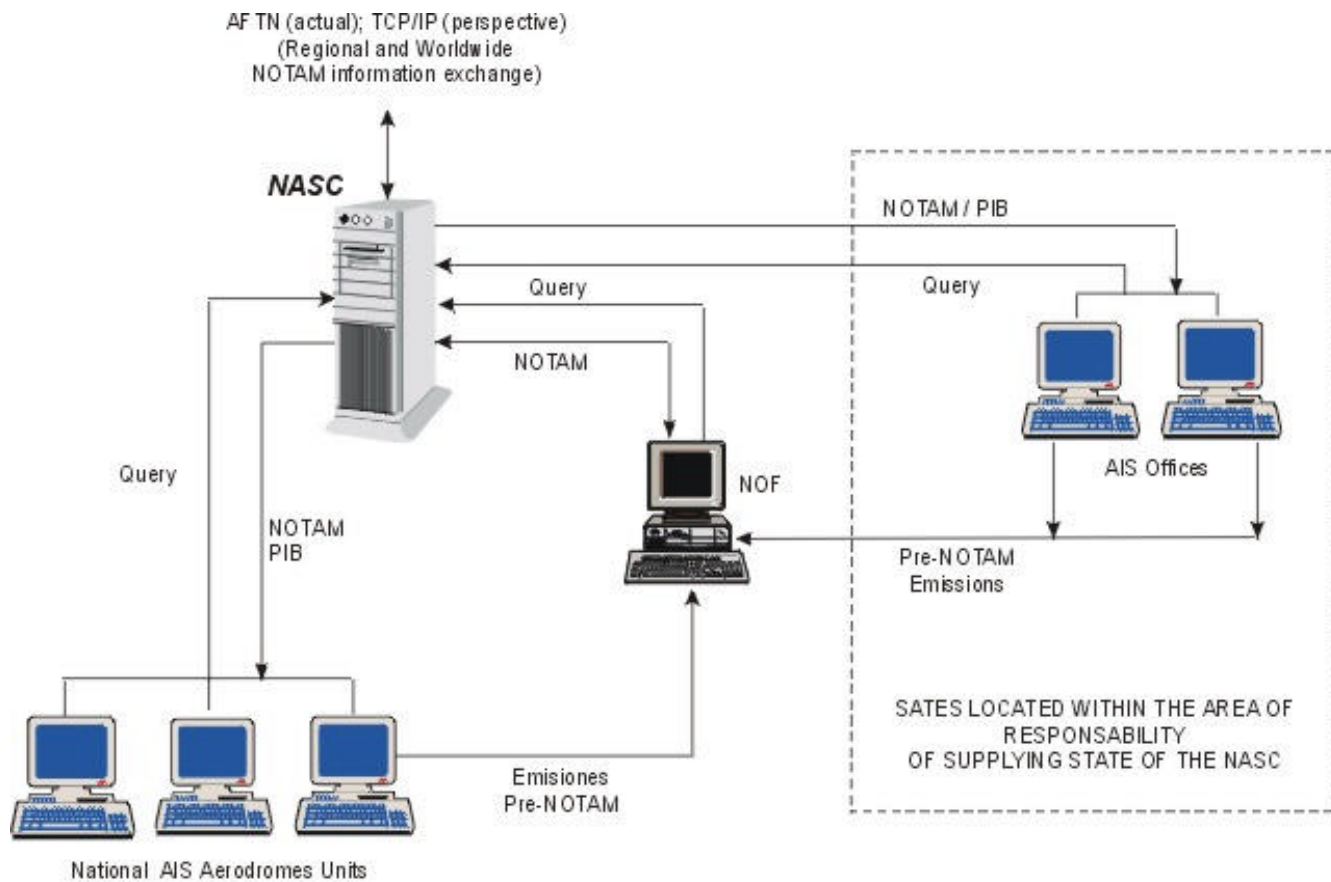 AFTN (actual); TCP/IP (perspective)
(Regional and Worldwide
NOTAM information exchange)
NASC
NOTAM / PIB
Query
Query
NOTAM
Query
NOTAM
PIB
NOF
AIS Offices
Pre-NOTAM
Emissions
SATES LOCATED WITHIN THE AREA OF
RESPONSABILITY
OF SUPPLYING STATE OF THE NASC
Emisiones
Pre-NOTAM
National AIS Aerodromes Units